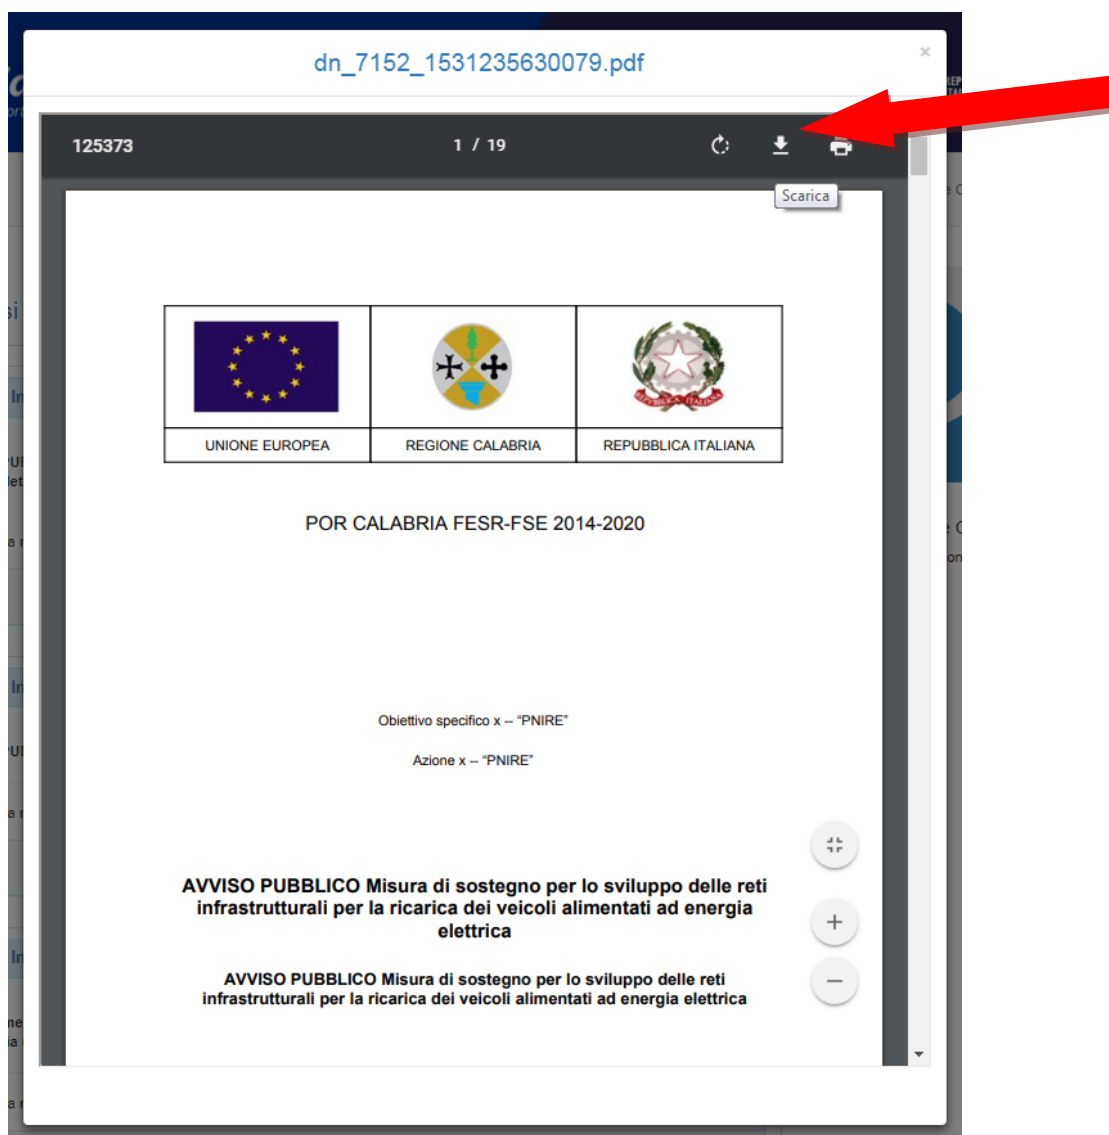 dn_7152_1531235630079.pdf
×
125373
1 / 19
Scarica
UNIONE EUROPEA
REGIONE CALABRIA
REPUBBLICA ITALIANA
POR CALABRIA FESR-FSE 2014-2020
Obiettivo specifico x – “PNIRE”
Azione x – “PNIRE”
AVVISO PUBBLICO Misura di sostegno per lo sviluppo delle reti
infrastrutturali per la ricarica dei veicoli alimentati ad energia
elettrica
AVVISO PUBBLICO Misura di sostegno per lo sviluppo delle reti
infrastrutturali per la ricarica dei veicoli alimentati ad energia elettrica